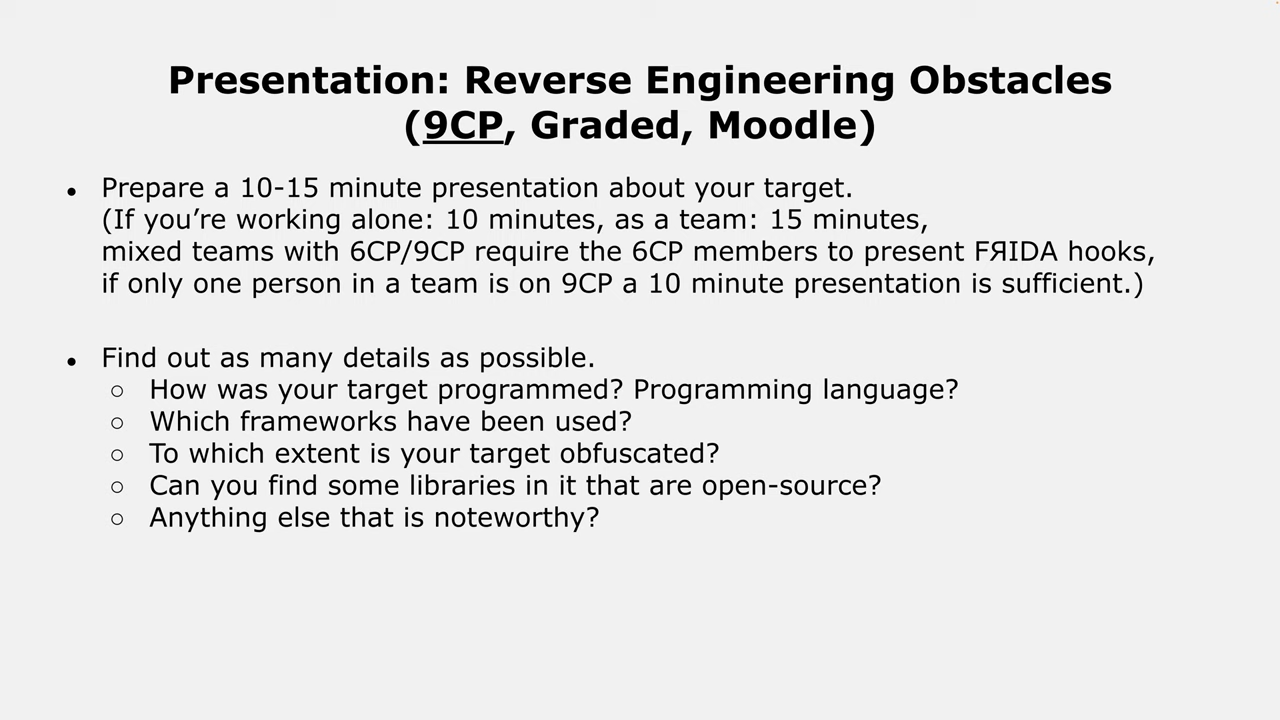 Presentation: Reverse Engineering Obstacles
(9CP, Graded, Moodle)
● Prepare a 10-15 minute presentation about your target.
(If you’re working alone: 10 minutes, as a team: 15 minutes,
mixed teams with 6CP/9CP require the 6CP members to present FЯIDA hooks,
if only one person in a team is on 9CP a 10 minute presentation is sufficient.)
● Find out as many details as possible.
○ How was your target programmed? Programming language?
○ Which frameworks have been used?
○ To which extent is your target obfuscated?
○ Can you find some libraries in it that are open-source?
○ Anything else that is noteworthy?